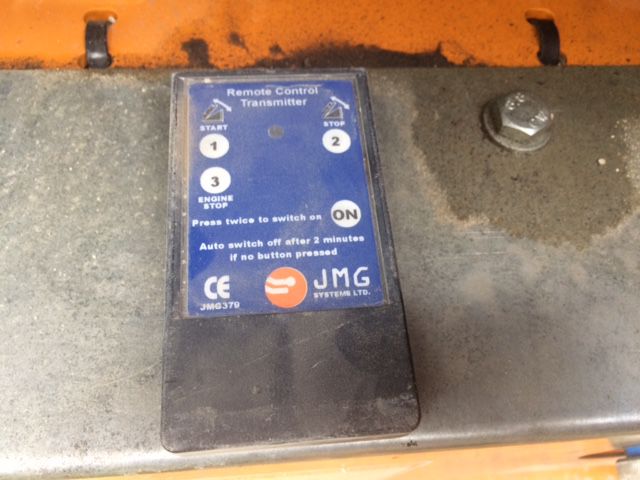 Remote Control
Transmitter
START
STOP
1
2
3
ENGINE
STOP
Press twice to switch on ON
Auto switch off after 2 minutes
if no button pressed
CE
JMG379
JMG
SYSTEMS LTD.